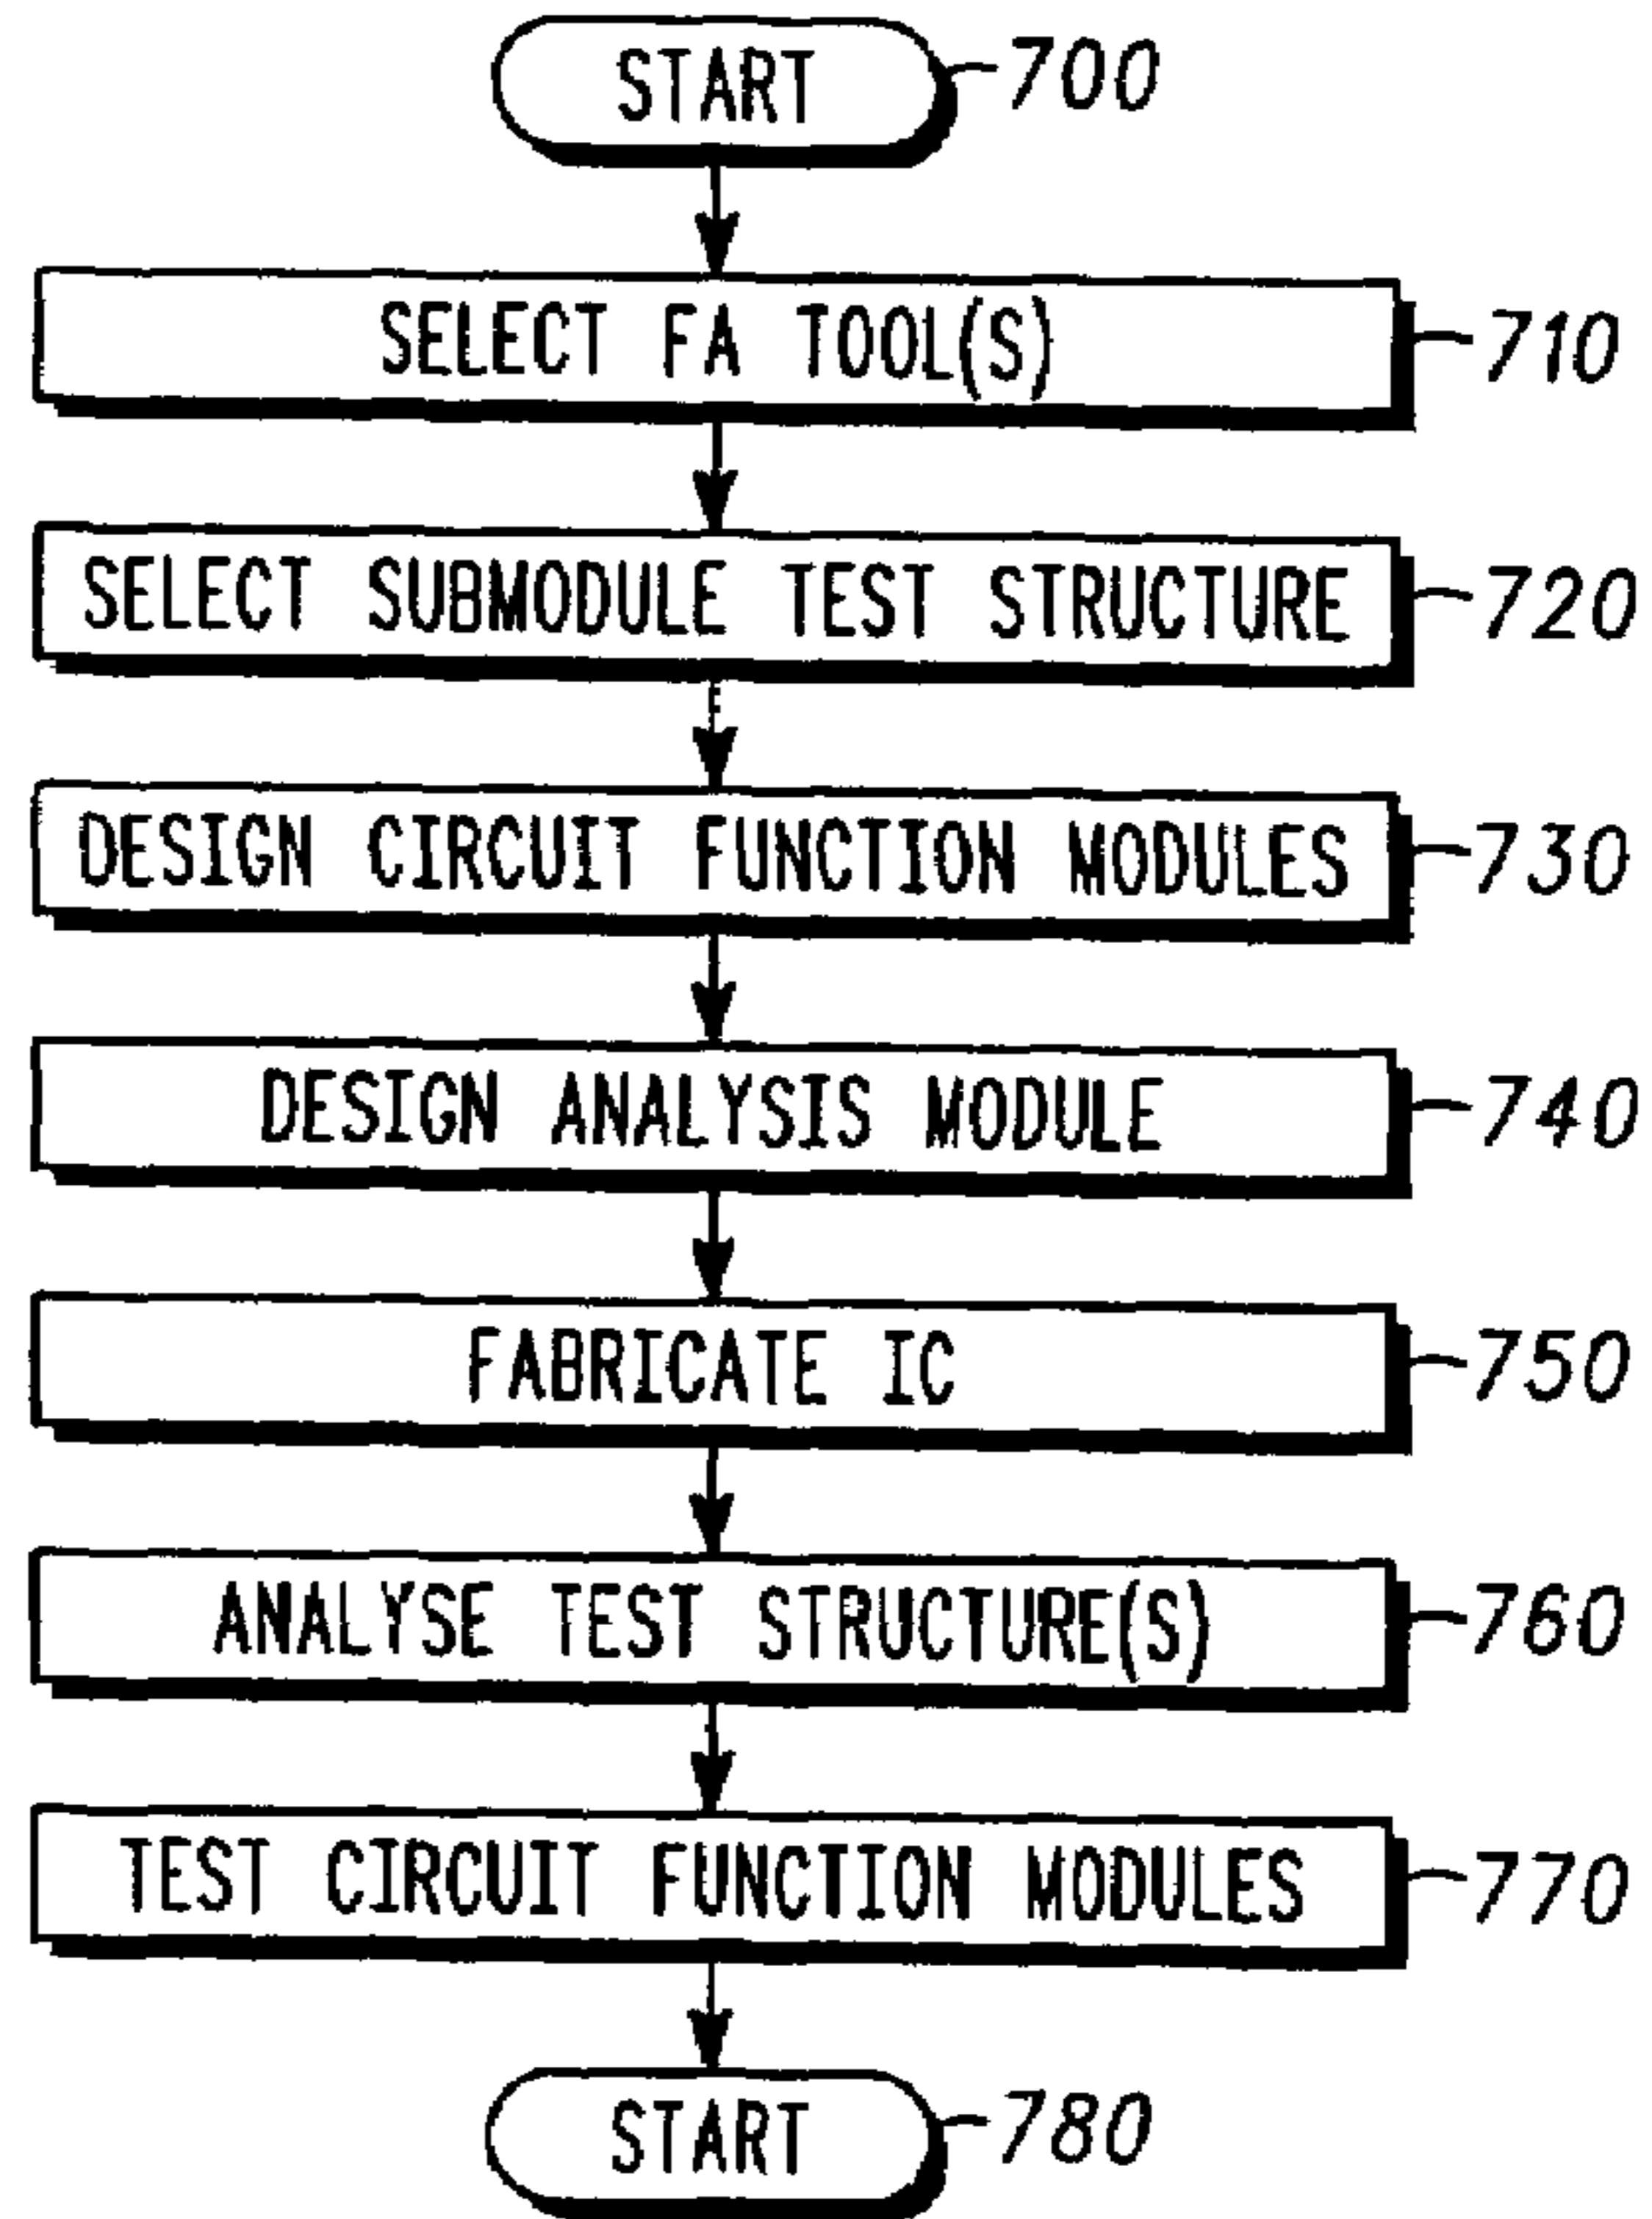 START 700
SELECT FA TOOL(S) 710
SELECT SUBMODULE TEST STRUCTURE 720
DESIGN CIRCUIT FUNCTION MODULES 730
DESIGN ANALYSIS MODULE 740
FABRICATE IC 750
ANALYSE TEST STRUCTURE(S) 760
TEST CIRCUIT FUNCTION MODULES 770
START 780